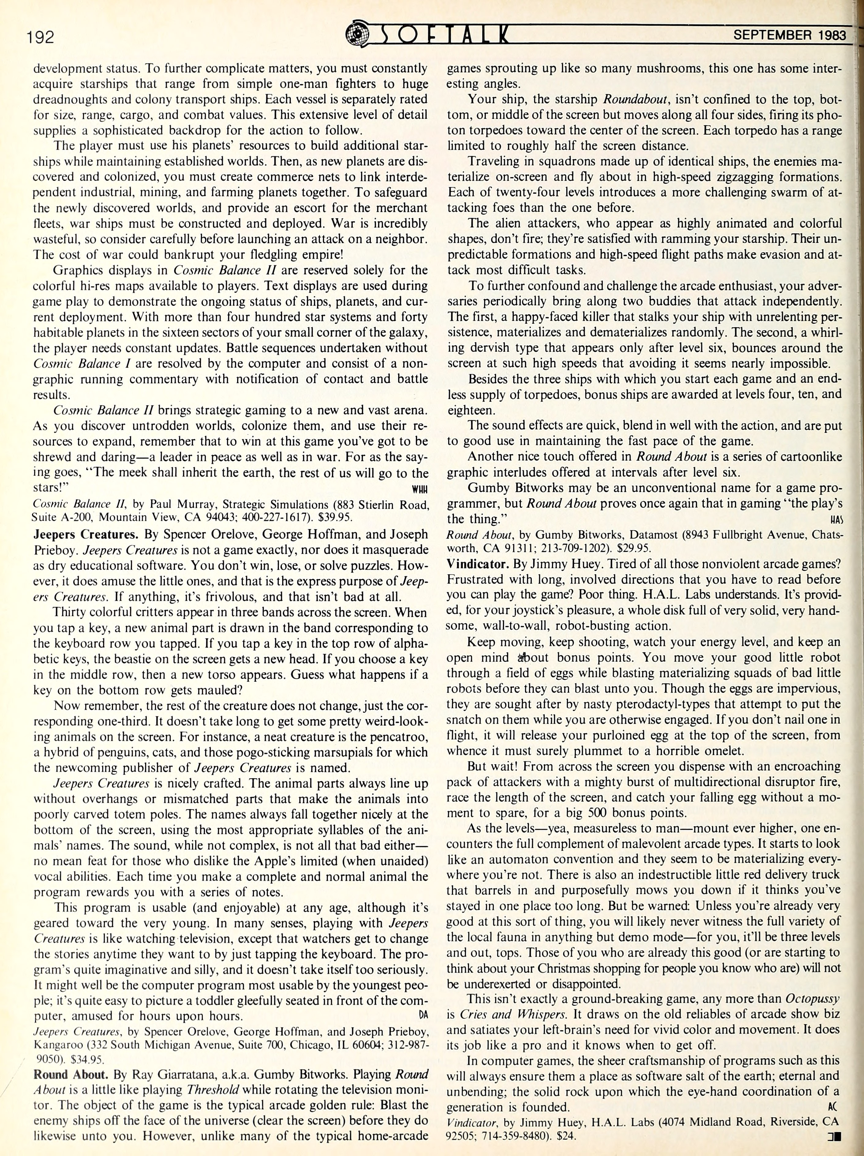 192
SOFTALK
SEPTEMBER 1983
development status. To further complicate matters, you must constantly
acquire starships that range from simple one-man fighters to huge
dreadnoughts and colony transport ships. Each vessel is separately rated
for size, range, cargo, and combat values. This extensive level of detail
supplies a sophisticated backdrop for the action to follow.
The player must use his planets' resources to build additional star-
ships while maintaining established worlds. Then, as new planets are dis-
covered and colonized, you must create commerce nets to link interde-
pendent industrial, mining, and farming planets together. To safeguard
the newly discovered worlds, and provide an escort for the merchant
fleets, war ships must be constructed and deployed. War is incredibly
wasteful, so consider carefully before launching an attack on a neighbor.
The cost of war could bankrupt your fledgling empire!
Graphics displays in Cosmic Balance II are reserved solely for the
colorful hi-res maps available to players. Text displays are used during
game play to demonstrate the ongoing status of ships, planets, and cur-
rent deployment. With more than four hundred star systems and forty
habitable planets in the sixteen sectors of your small corner of the galaxy,
the player needs constant updates. Battle sequences undertaken without
Cosmic Balance I are resolved by the computer and consist of a non-
graphic running commentary with notification of contact and battle
results.
Cosmic Balance II brings strategic gaming to a new and vast arena.
As you discover untrodden worlds, colonize them, and use their re-
sources to expand, remember that to win at this game you've got to be
shrewd and daring—a leader in peace as well as in war. For as the say-
ing goes, "The meek shall inherit the earth, the rest of us will go to the
stars!" WHH
Cosmic Balance II, by Paul Murray, Strategic Simulations (883 Stierlin Road,
Suite A-200, Mountain View, CA 94043; 400-227-1617). $39.95.
Jeepers Creatures. By Spencer Orelove, George Hoffman, and Joseph
Prieboy. Jeepers Creatures is not a game exactly, nor does it masquerade
as dry educational software. You don't win, lose, or solve puzzles. How-
ever, it does amuse the little ones, and that is the express purpose of Jeep-
ers Creatures. If anything, it's frivolous, and that isn't bad at all.
Thirty colorful critters appear in three bands across the screen. When
you tap a key, a new animal part is drawn in the band corresponding to
the keyboard row you tapped. If you tap a key in the top row of alpha-
betic keys, the beastie on the screen gets a new head. If you choose a key
in the middle row, then a new torso appears. Guess what happens if a
key on the bottom row gets mauled?
Now remember, the rest of the creature does not change, just the cor-
responding one-third. It doesn't take long to get some pretty weird-look-
ing animals on the screen. For instance, a neat creature is the pencatroo,
a hybrid of penguins, cats, and those pogo-sticking marsupials for which
the newcoming publisher of Jeepers Creatures is named.
Jeepers Creatures is nicely crafted. The animal parts always line up
without overhangs or mismatched parts that make the animals into
poorly carved totem poles. The names always fall together nicely at the
bottom of the screen, using the most appropriate syllables of the ani-
mals' names. The sound, while not complex, is not all that bad either—
no mean feat for those who dislike the Apple's limited (when unaided)
vocal abilities. Each time you make a complete and normal animal the
program rewards you with a series of notes.
This program is usable (and enjoyable) at any age, although it's
geared toward the very young. In many senses, playing with Jeepers
Creatures is like watching television, except that watchers get to change
the stories anytime they want to by just tapping the keyboard. The pro-
gram's quite imaginative and silly, and it doesn't take itself too seriously.
It might well be the computer program most usable by the youngest peo-
ple; it's quite easy to picture a toddler gleefully seated in front of the com-
puter, amused for hours upon hours. DA
Jeepers Creatures, by Spencer Orelove, George Hoffman, and Joseph Prieboy,
Kangaroo (332 South Michigan Avenue, Suite 700, Chicago, IL 60604; 312-987-
9050). $34.95.
Round About. By Ray Giarratana, a.k.a. Gumby Bitworks. Playing Round
About is a little like playing Threshold while rotating the television moni-
tor. The object of the game is the typical arcade golden rule: Blast the
enemy ships off the face of the universe (clear the screen) before they do
likewise unto you. However, unlike many of the typical home-arcade
games sprouting up like so many mushrooms, this one has some inter-
esting angles.
Your ship, the starship Roundabout, isn't confined to the top, bot-
tom, or middle of the screen but moves along all four sides, firing its pho-
ton torpedoes toward the center of the screen. Each torpedo has a range
limited to roughly half the screen distance.
Traveling in squadrons made up of identical ships, the enemies ma-
terialize on-screen and fly about in high-speed zigzagging formations.
Each of twenty-four levels introduces a more challenging swarm of at-
tacking foes than the one before.
The alien attackers, who appear as highly animated and colorful
shapes, don't fire; they're satisfied with ramming your starship. Their un-
predictable formations and high-speed flight paths make evasion and at-
tack most difficult tasks.
To further confound and challenge the arcade enthusiast, your adver-
saries periodically bring along two buddies that attack independently.
The first, a happy-faced killer that stalks your ship with unrelenting per-
sistence, materializes and dematerializes randomly. The second, a whirl-
ing dervish type that appears only after level six, bounces around the
screen at such high speeds that avoiding it seems nearly impossible.
Besides the three ships with which you start each game and an end-
less supply of torpedoes, bonus ships are awarded at levels four, ten, and
eighteen.
The sound effects are quick, blend in well with the action, and are put
to good use in maintaining the fast pace of the game.
Another nice touch offered in Round About is a series of cartoonlike
graphic interludes offered at intervals after level six.
Gumby Bitworks may be an unconventional name for a game pro-
grammer, but Round About proves once again that in gaming "the play's
the thing." HAS
Round About, by Gumby Bitworks, Datamost (8943 Fullbright Avenue, Chats-
worth, CA 91311; 213-709-1202). $29.95.
Vindicator. By Jimmy Huey. Tired of all those nonviolent arcade games?
Frustrated with long, involved directions that you have to read before
you can play the game? Poor thing. H.A.L. Labs understands. It's provid-
ed, for your joystick's pleasure, a whole disk full of very solid, very hand-
some, wall-to-wall, robot-busting action.
Keep moving, keep shooting, watch your energy level, and keep an
open mind about bonus points. You move your good little robot
through a field of eggs while blasting materializing squads of bad little
robots before they can blast unto you. Though the eggs are impervious,
they are sought after by nasty pterodactyl-types that attempt to put the
snatch on them while you are otherwise engaged. If you don't nail one in
flight, it will release your purloined egg at the top of the screen, from
whence it must surely plummet to a horrible omelet.
But wait! From across the screen you dispense with an encroaching
pack of attackers with a mighty burst of multidirectional disruptor fire,
race the length of the screen, and catch your falling egg without a mo-
ment to spare, for a big 500 bonus points.
As the levels—yea, measureless to man—mount ever higher, one en-
counters the full complement of malevolent arcade types. It starts to look
like an automaton convention and they seem to be materializing every-
where you're not. There is also an indestructible little red delivery truck
that barrels in and purposefully mows you down if it thinks you've
stayed in one place too long. But be warned: Unless you're already very
good at this sort of thing, you will likely never witness the full variety of
the local fauna in anything but demo mode—for you, it'll be three levels
and out, tops. Those of you who are already this good (or are starting to
think about your Christmas shopping for people you know who are) will not
be underexerted or disappointed.
This isn't exactly a ground-breaking game, any more than Octopussy
is Cries and Whispers. It draws on the old reliables of arcade show biz
and satiates your left-brain's need for vivid color and movement. It does
its job like a pro and it knows when to get off.
In computer games, the sheer craftsmanship of programs such as this
will always ensure them a place as software salt of the earth; eternal and
unbending; the solid rock upon which the eye-hand coordination of a
generation is founded. AC
Vindicator, by Jimmy Huey, H.A.L. Labs (4074 Midland Road, Riverside, CA
92505; 714-359-8480). $24.